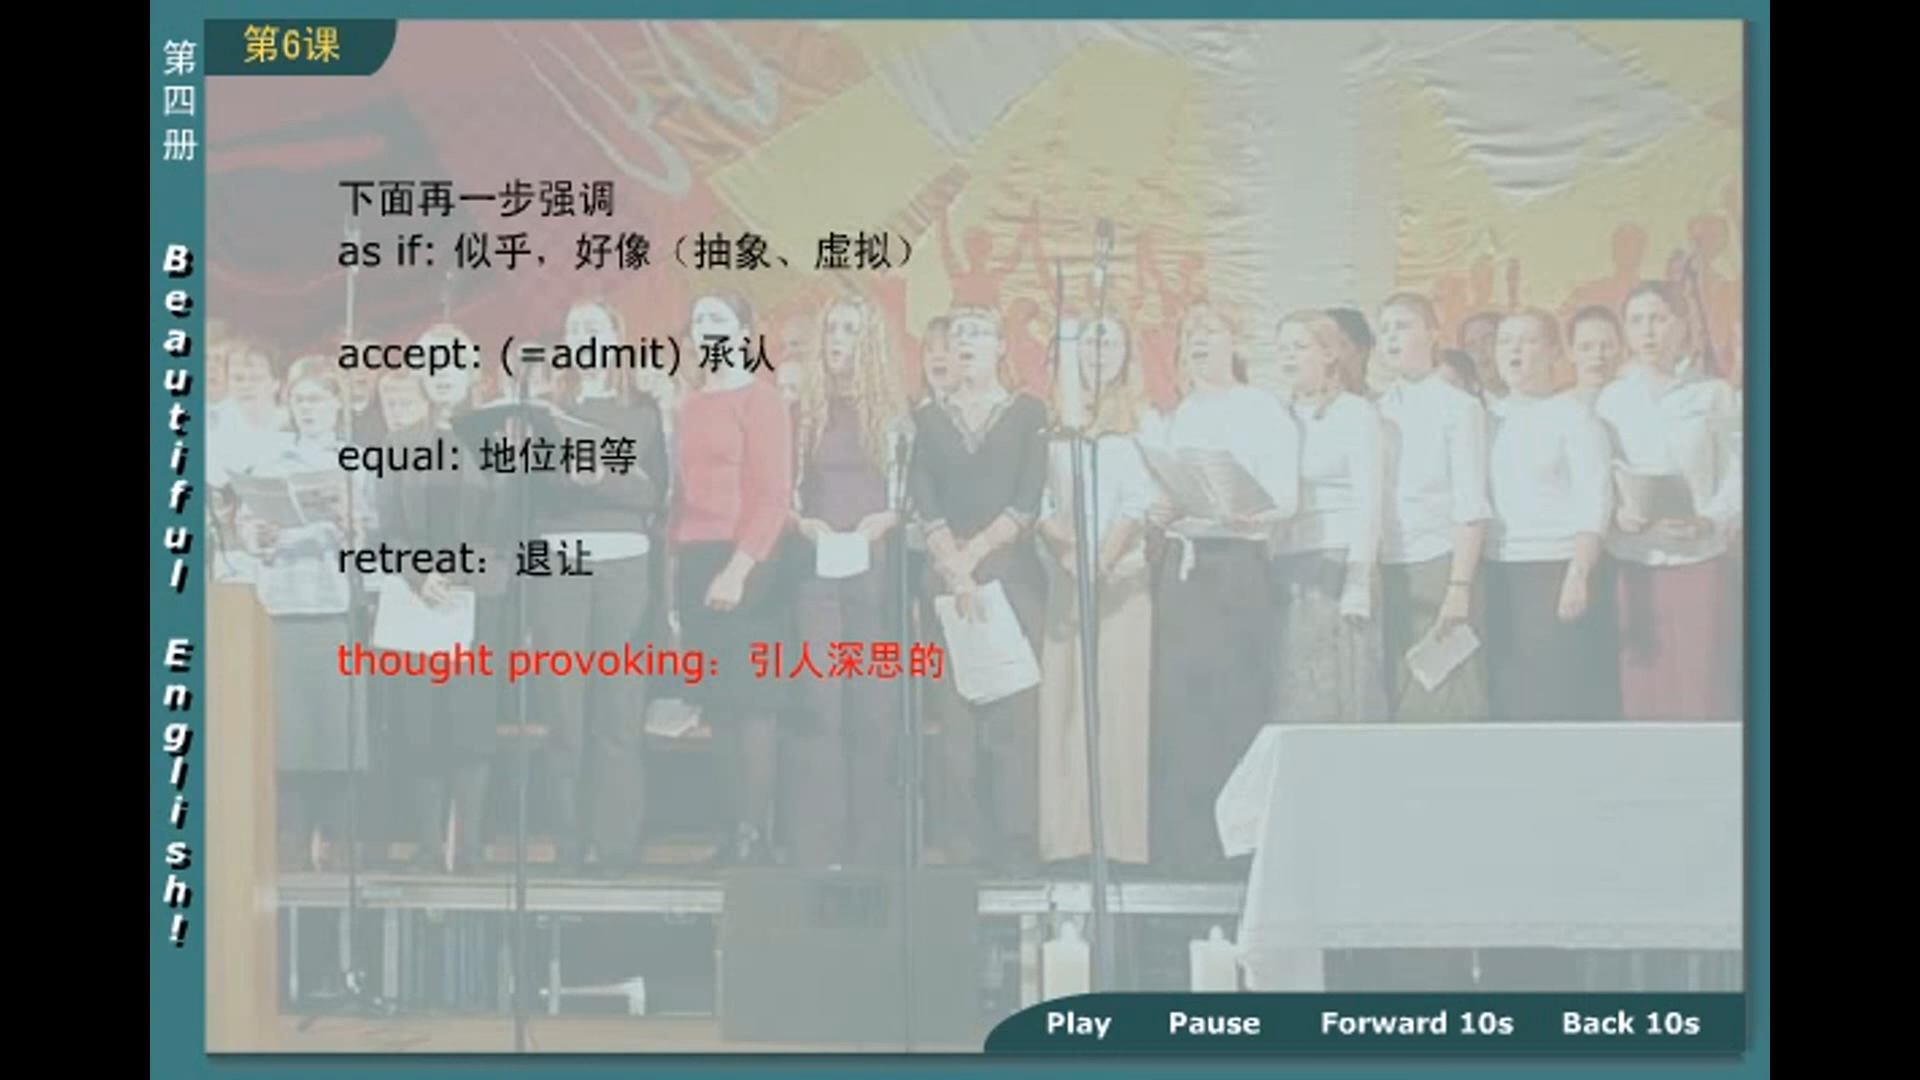 第6课
第四册
Beautiful English!
下面再一步强调
as if: 似乎，好像（抽象、虚拟）
accept: (=admit) 承认
equal: 地位相等
retreat：退让
thought provoking：引人深思的
Play Pause Forward 10s Back 10s